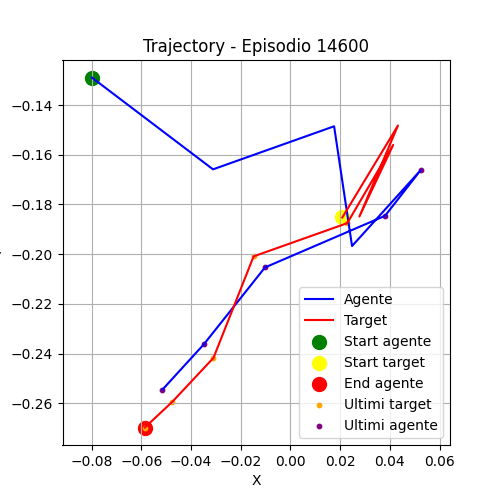 Trajectory - Episodio 14600
−0.14
−0.16
−0.18
−0.20
−0.22
−0.24
−0.26
Agente
Target
Start agente
Start target
End agente
Ultimi target
Ultimi agente
−0.08 −0.06 −0.04 −0.02 0.00 0.02 0.04 0.06
X